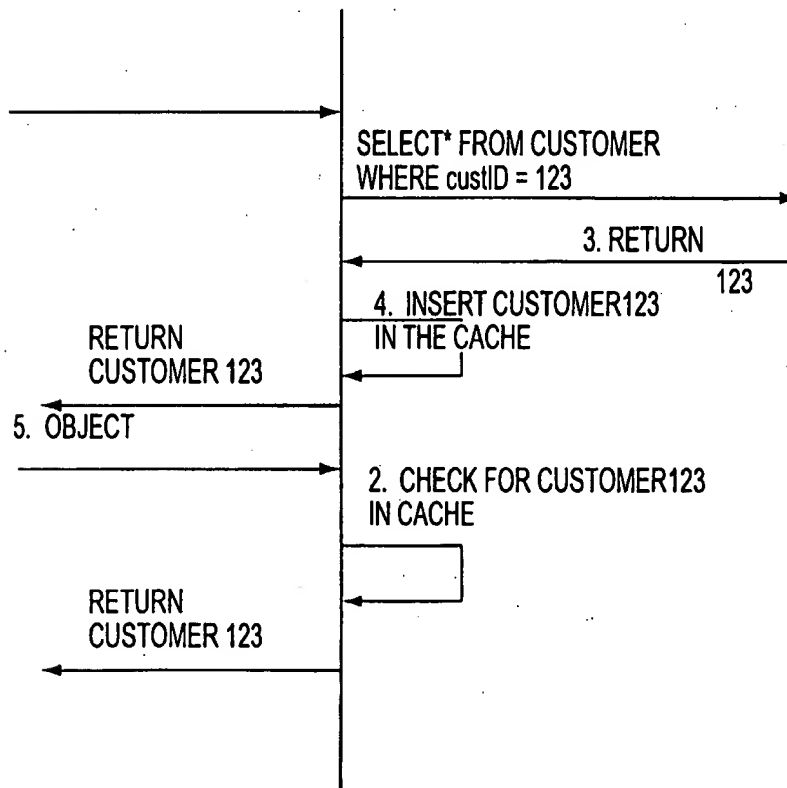 SELECT* FROM CUSTOMER
WHERE custID = 123
3. RETURN
123
4. INSERT CUSTOMER123
IN THE CACHE
RETURN
CUSTOMER 123
5. OBJECT
2. CHECK FOR CUSTOMER123
IN CACHE
RETURN
CUSTOMER 123